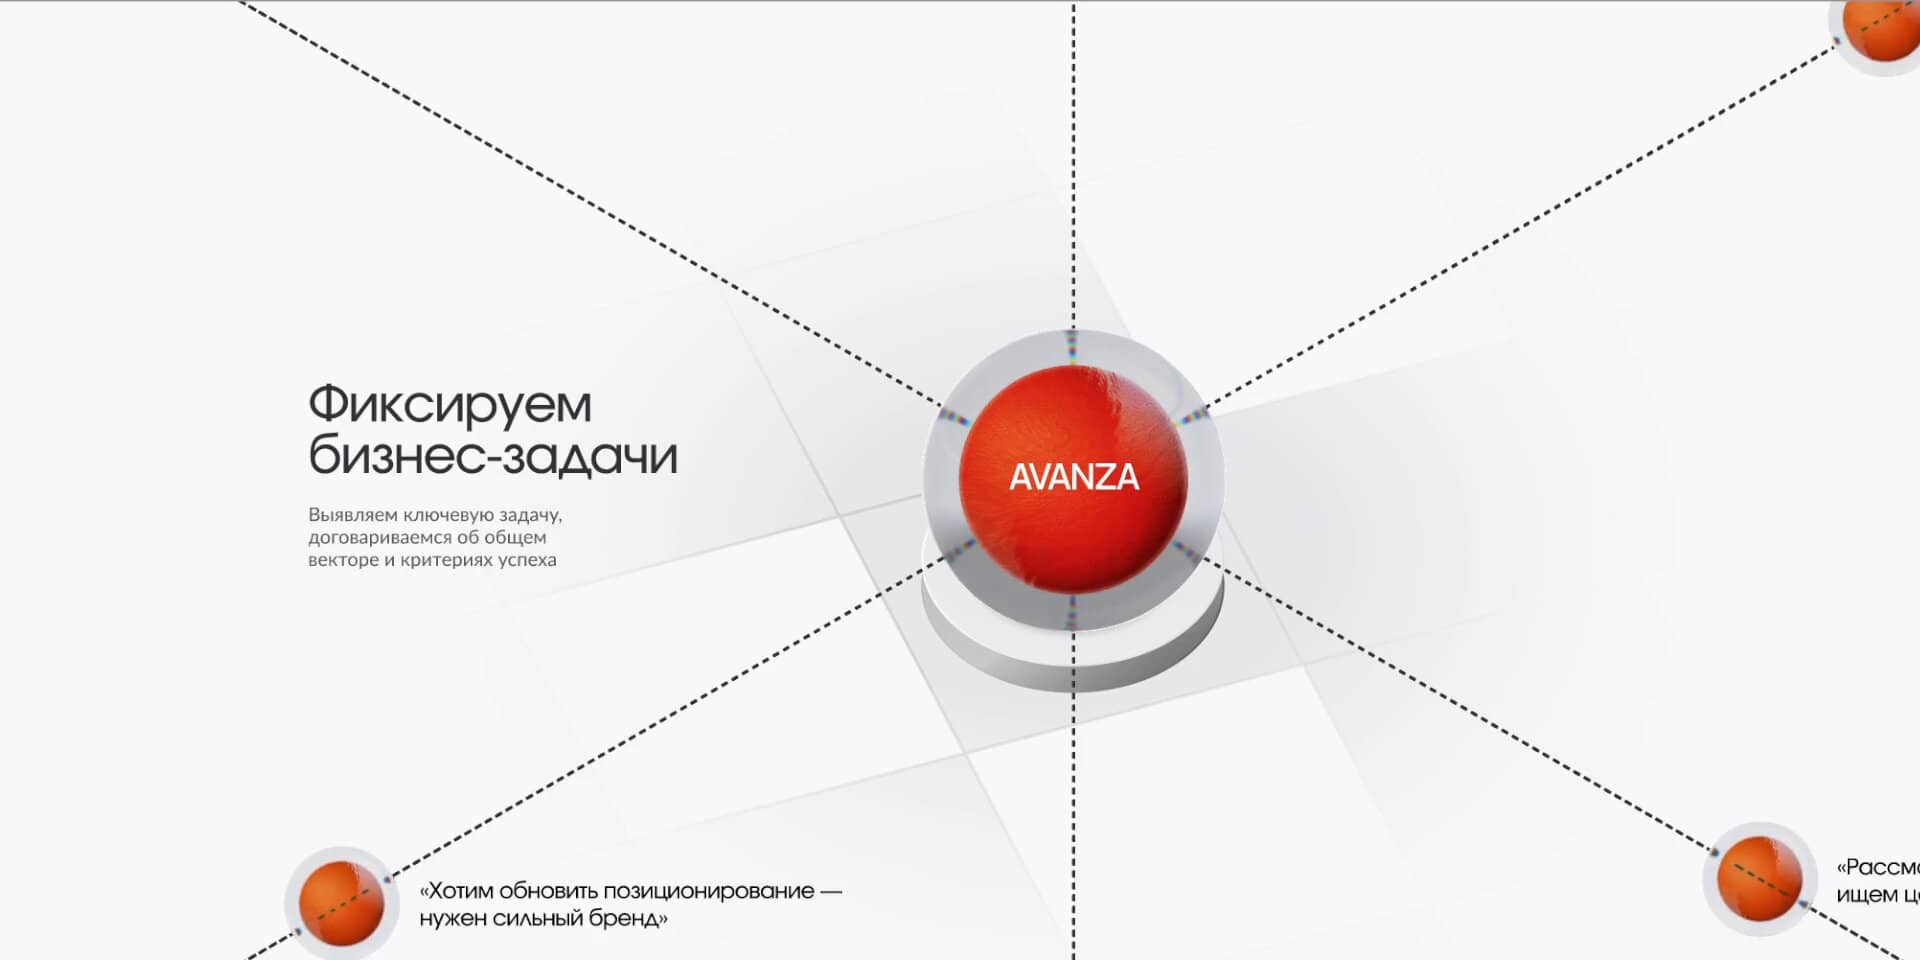 Фиксируем
бизнес-задачи
Выявляем ключевую задачу,
договариваемся об общем
векторе и критериях успеха
AVANZA
«Хотим обновить позиционирование —
нужен сильный бренд»
ищем